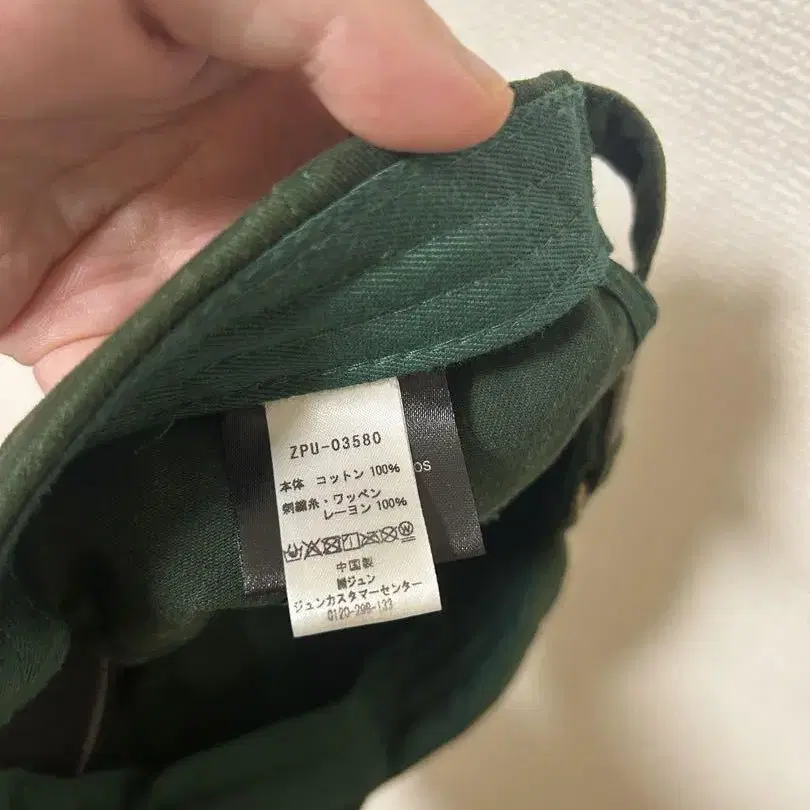 ZPU-03580
本体 コットン 100%
刺繍糸・ワッペン
レーヨン 100%
中国製
㈱ジュン
ジュンカスタマーセンター
0120-298-133
OS